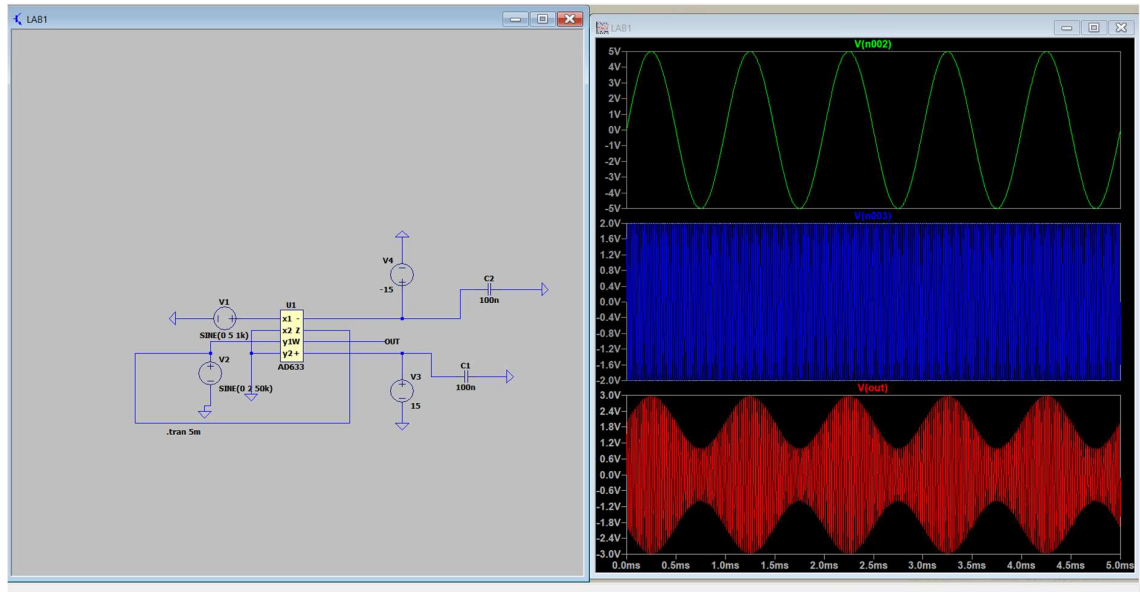 LAB1
V4
-15
C2
100n
V1
SINE(0 5 1k)
U1
x1 -
x2 Z
y1W
y2+
AD633
OUT
V2
SINE(0 2 50k)
C1
100n
V3
15
.tran 5m
LAB1
V(n002)
5V
4V
3V
2V
1V
0V
-1V
-2V
-3V
-4V
-5V
V(n003)
2.0V
1.6V
1.2V
0.8V
0.4V
0.0V
-0.4V
-0.8V
-1.2V
-1.6V
-2.0V
V(out)
3.0V
2.4V
1.8V
1.2V
0.6V
0.0V
-0.6V
-1.2V
-1.8V
-2.4V
-3.0V
0.0ms 0.5ms 1.0ms 1.5ms 2.0ms 2.5ms 3.0ms 3.5ms 4.0ms 4.5ms 5.0ms